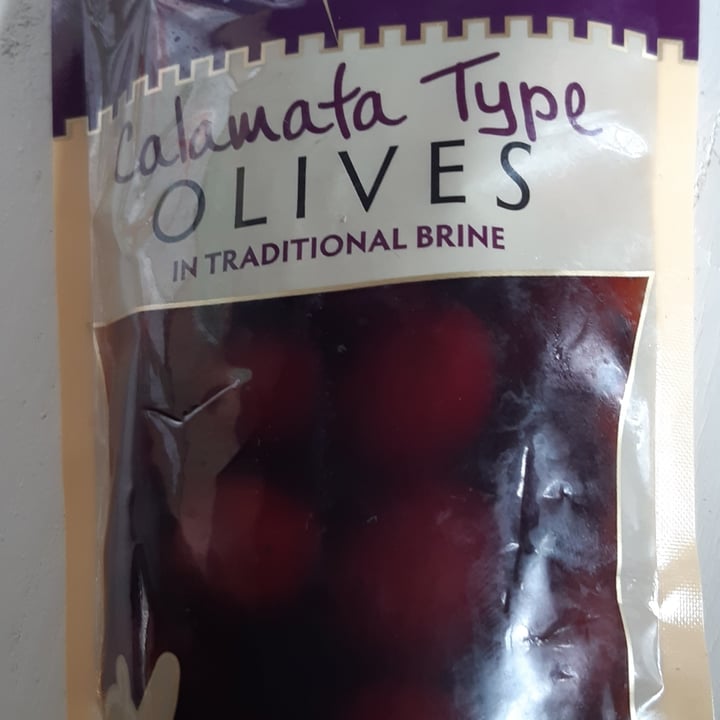 Calamata Type
OLIVES
IN TRADITIONAL BRINE